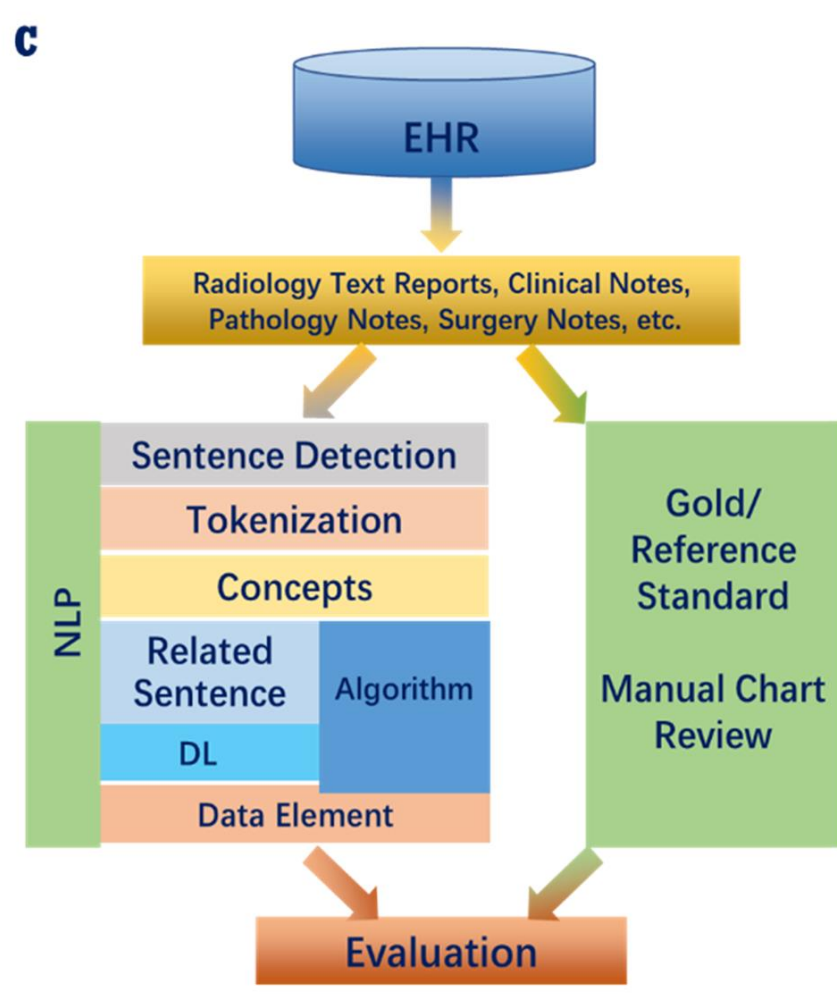 C
EHR
Radiology Text Reports, Clinical Notes,
Pathology Notes, Surgery Notes, etc.
NLP
Sentence Detection
Tokenization
Concepts
Related
Sentence
Algorithm
DL
Data Element
Gold/
Reference
Standard
Manual Chart
Review
Evaluation